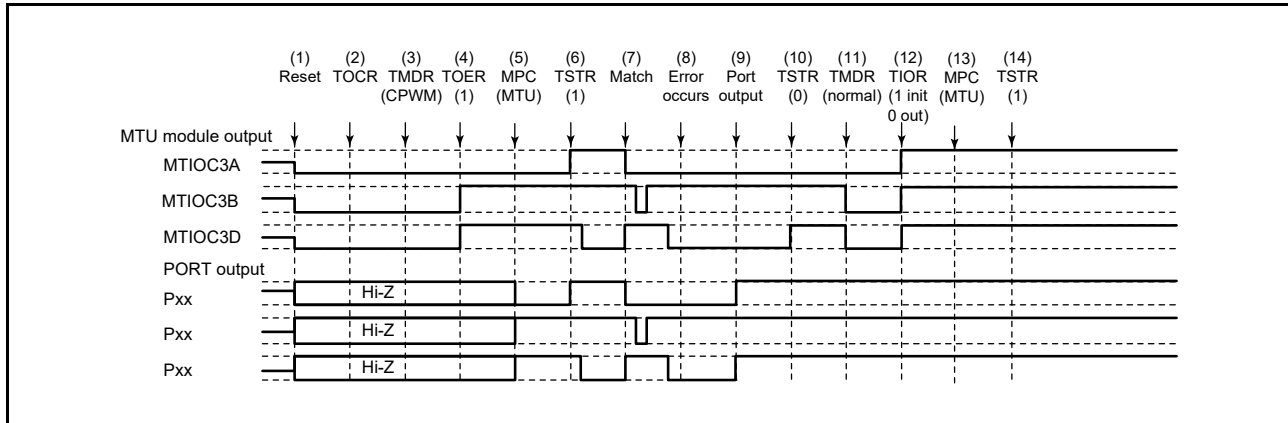 (1) (2) (3) (4) (5) (6) (7) (8) (9) (10) (11) (12) (13) (14)
Reset TOCR TMDR TOER MPC TSTR Match Error Port TSTR TMDR TIOR MPC TSTR
(CPWM) (1) (MTU) (1) occurs output (0) (normal) (1 init (MTU) (1)
0 out)
MTU module output
MTIOC3A
MTIOC3B
MTIOC3D
PORT output
Pxx Hi-Z
Pxx Hi-Z
Pxx Hi-Z